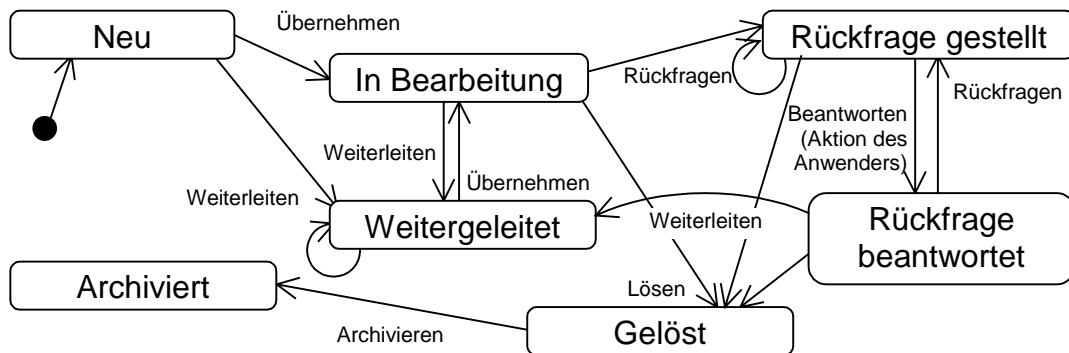 Neu
Übernehmen
Rückfrage gestellt
In Bearbeitung
Rückfragen
Rückfragen
Beantworten
(Aktion des
Anwenders)
Weiterleiten
Übernehmen
Weiterleiten
Weitergeleitet
Weiterleiten
Rückfrage
beantwortet
Archiviert
Lösen
Archivieren
Gelöst